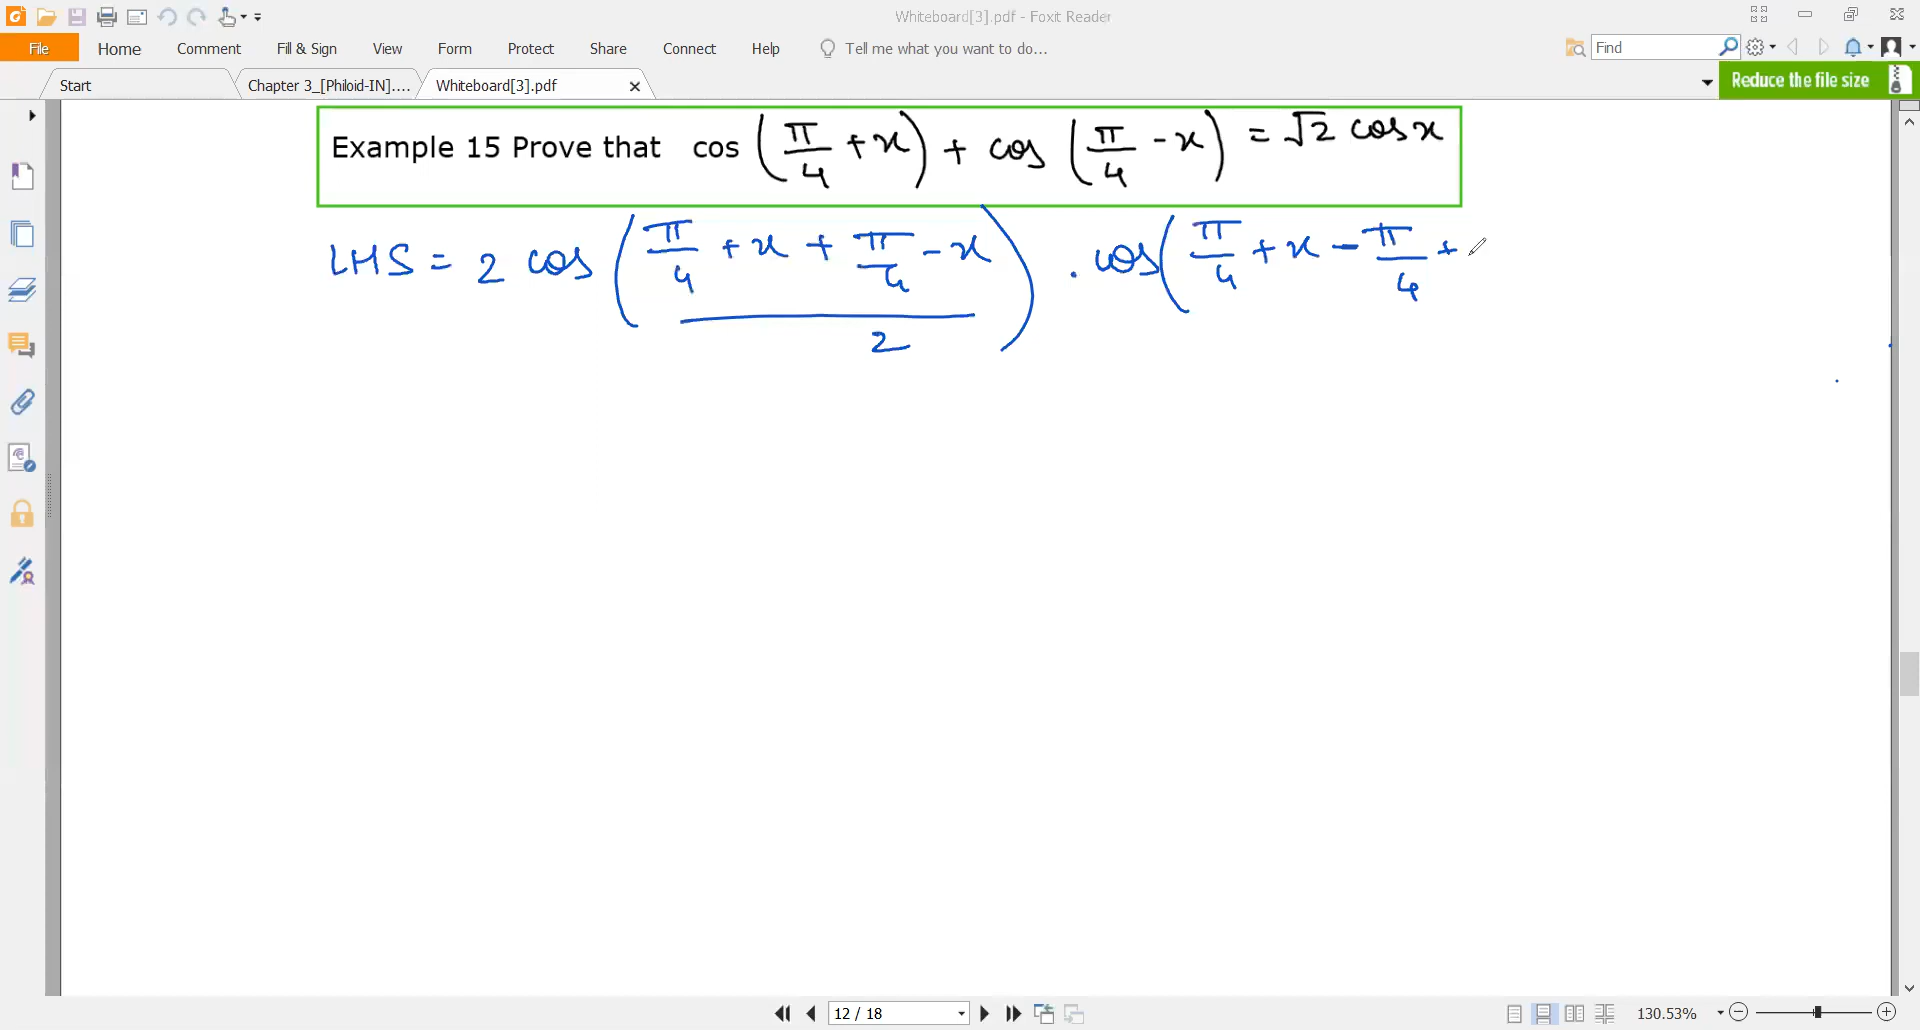 Whiteboard[3].pdf - Foxit Reader
File Home Comment Fill & Sign View Form Protect Share Connect Help Tell me what you want to do... Find
Start Chapter 3_[Philoid-IN].... Whiteboard[3].pdf Reduce the file size
Example 15 Prove that cos (π/4 + x) + cos (π/4 - x) = √2 cosx
LHS = 2 cos ((π/4 + x + π/4 - x)/2) . cos(π/4 + x - π/4 +
12 / 18 130.53%